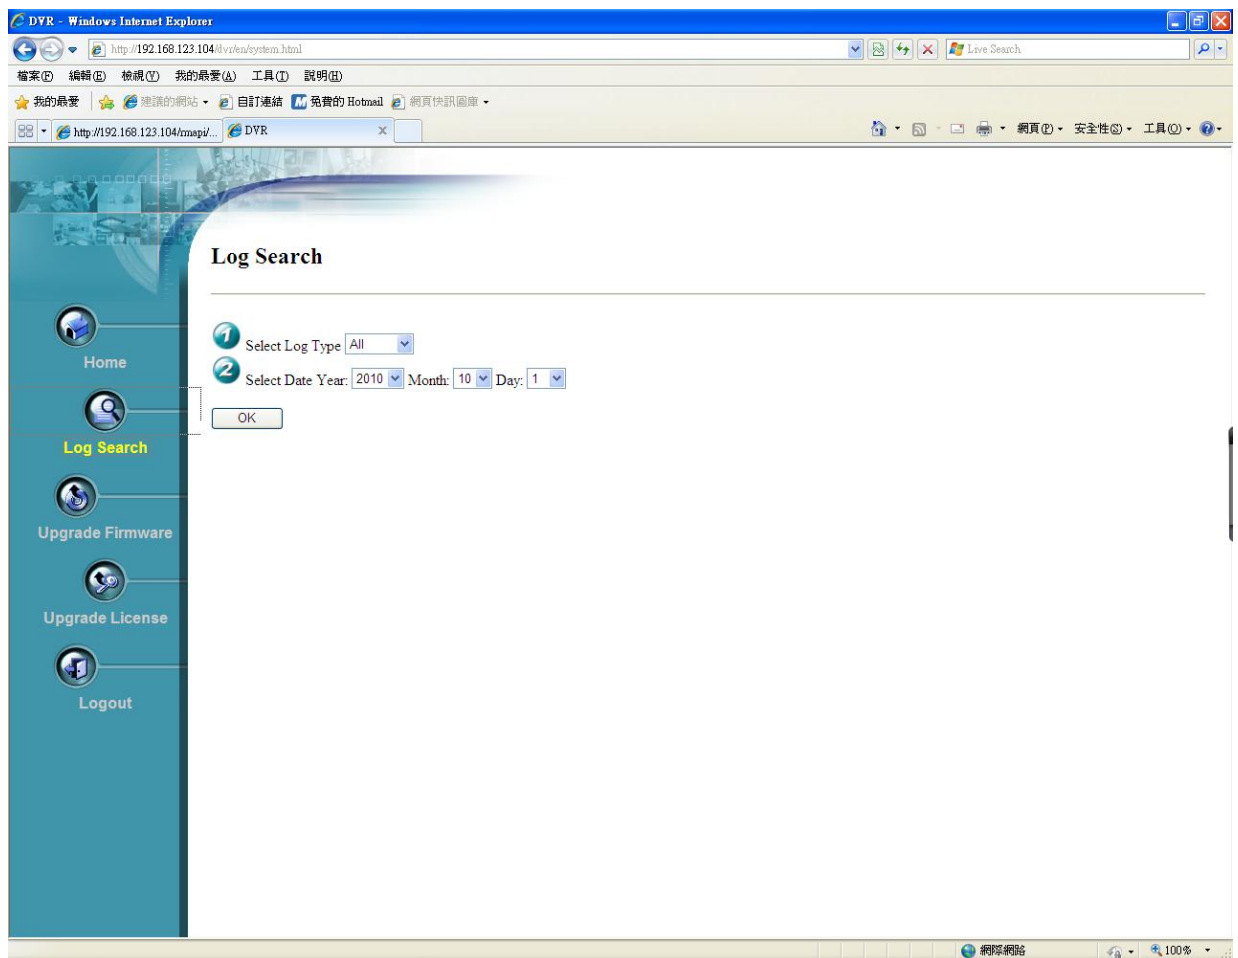 DVR - Windows Internet Explorer
http://192.168.123.104/dvr/en/system.html
Live Search
檔案(F) 編輯(E) 檢視(V) 我的最愛(A) 工具(T) 說明(H)
我的最愛 建議的網站 自訂連結 免費的 Hotmail 網頁快訊圖庫
http://192.168.123.104/rmapi/... DVR 網頁(P) 安全性(S) 工具(O)
Log Search
1 Select Log Type All
2 Select Date Year: 2010 Month: 10 Day: 1
OK
Home
Log Search
Upgrade Firmware
Upgrade License
Logout
網際網路 100%